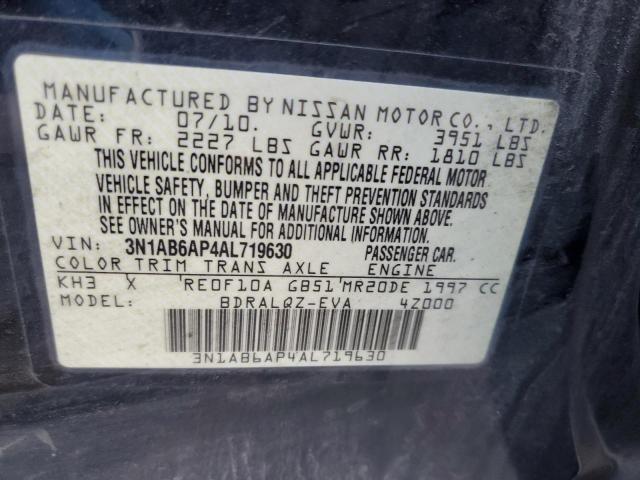 MANUFACTURED BY NISSAN MOTOR CO., LTD.
DATE: 07/10. GVWR: 3951 LBS
GAWR FR: 2227 LBS GAWR RR: 1810 LBS
THIS VEHICLE CONFORMS TO ALL APPLICABLE FEDERAL MOTOR
VEHICLE SAFETY, BUMPER AND THEFT PREVENTION STANDARDS
IN EFFECT ON THE DATE OF MANUFACTURE SHOWN ABOVE.
SEE OWNER'S MANUAL FOR ADDITIONAL INFORMATION.
VIN: 3N1AB6AP4AL719630 PASSENGER CAR.
COLOR TRIM TRANS AXLE ENGINE
KH3 X RE0F10A GB51 MR20DE 1997 CC
MODEL: BDRALQZ-EVA 4Z000
3N1AB6AP4AL719630